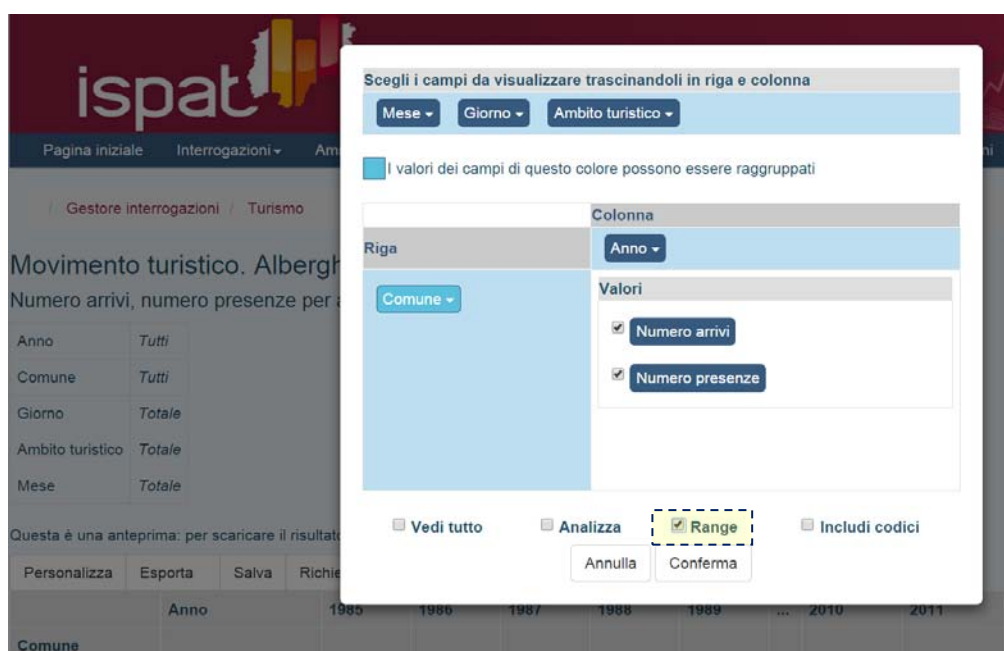 ispat
Pagina iniziale Interrogazioni Am ni
/ Gestore interrogazioni / Turismo
Movimento turistico. Albergh
Numero arrivi, numero presenze per a
Anno Tutti
Comune Tutti
Giorno Totale
Ambito turistico Totale
Mese Totale
Questa è una anteprima: per scaricare il risultato
Personalizza Esporta Salva Richie
Anno 1985 1986 1987 1988 1989 ... 2010 2011
Comune
Scegli i campi da visualizzare trascinandoli in riga e colonna
Mese Giorno Ambito turistico
I valori dei campi di questo colore possono essere raggruppati
Colonna
Riga Anno
Comune
Valori
Numero arrivi
Numero presenze
Vedi tutto Analizza Range Includi codici
Annulla Conferma